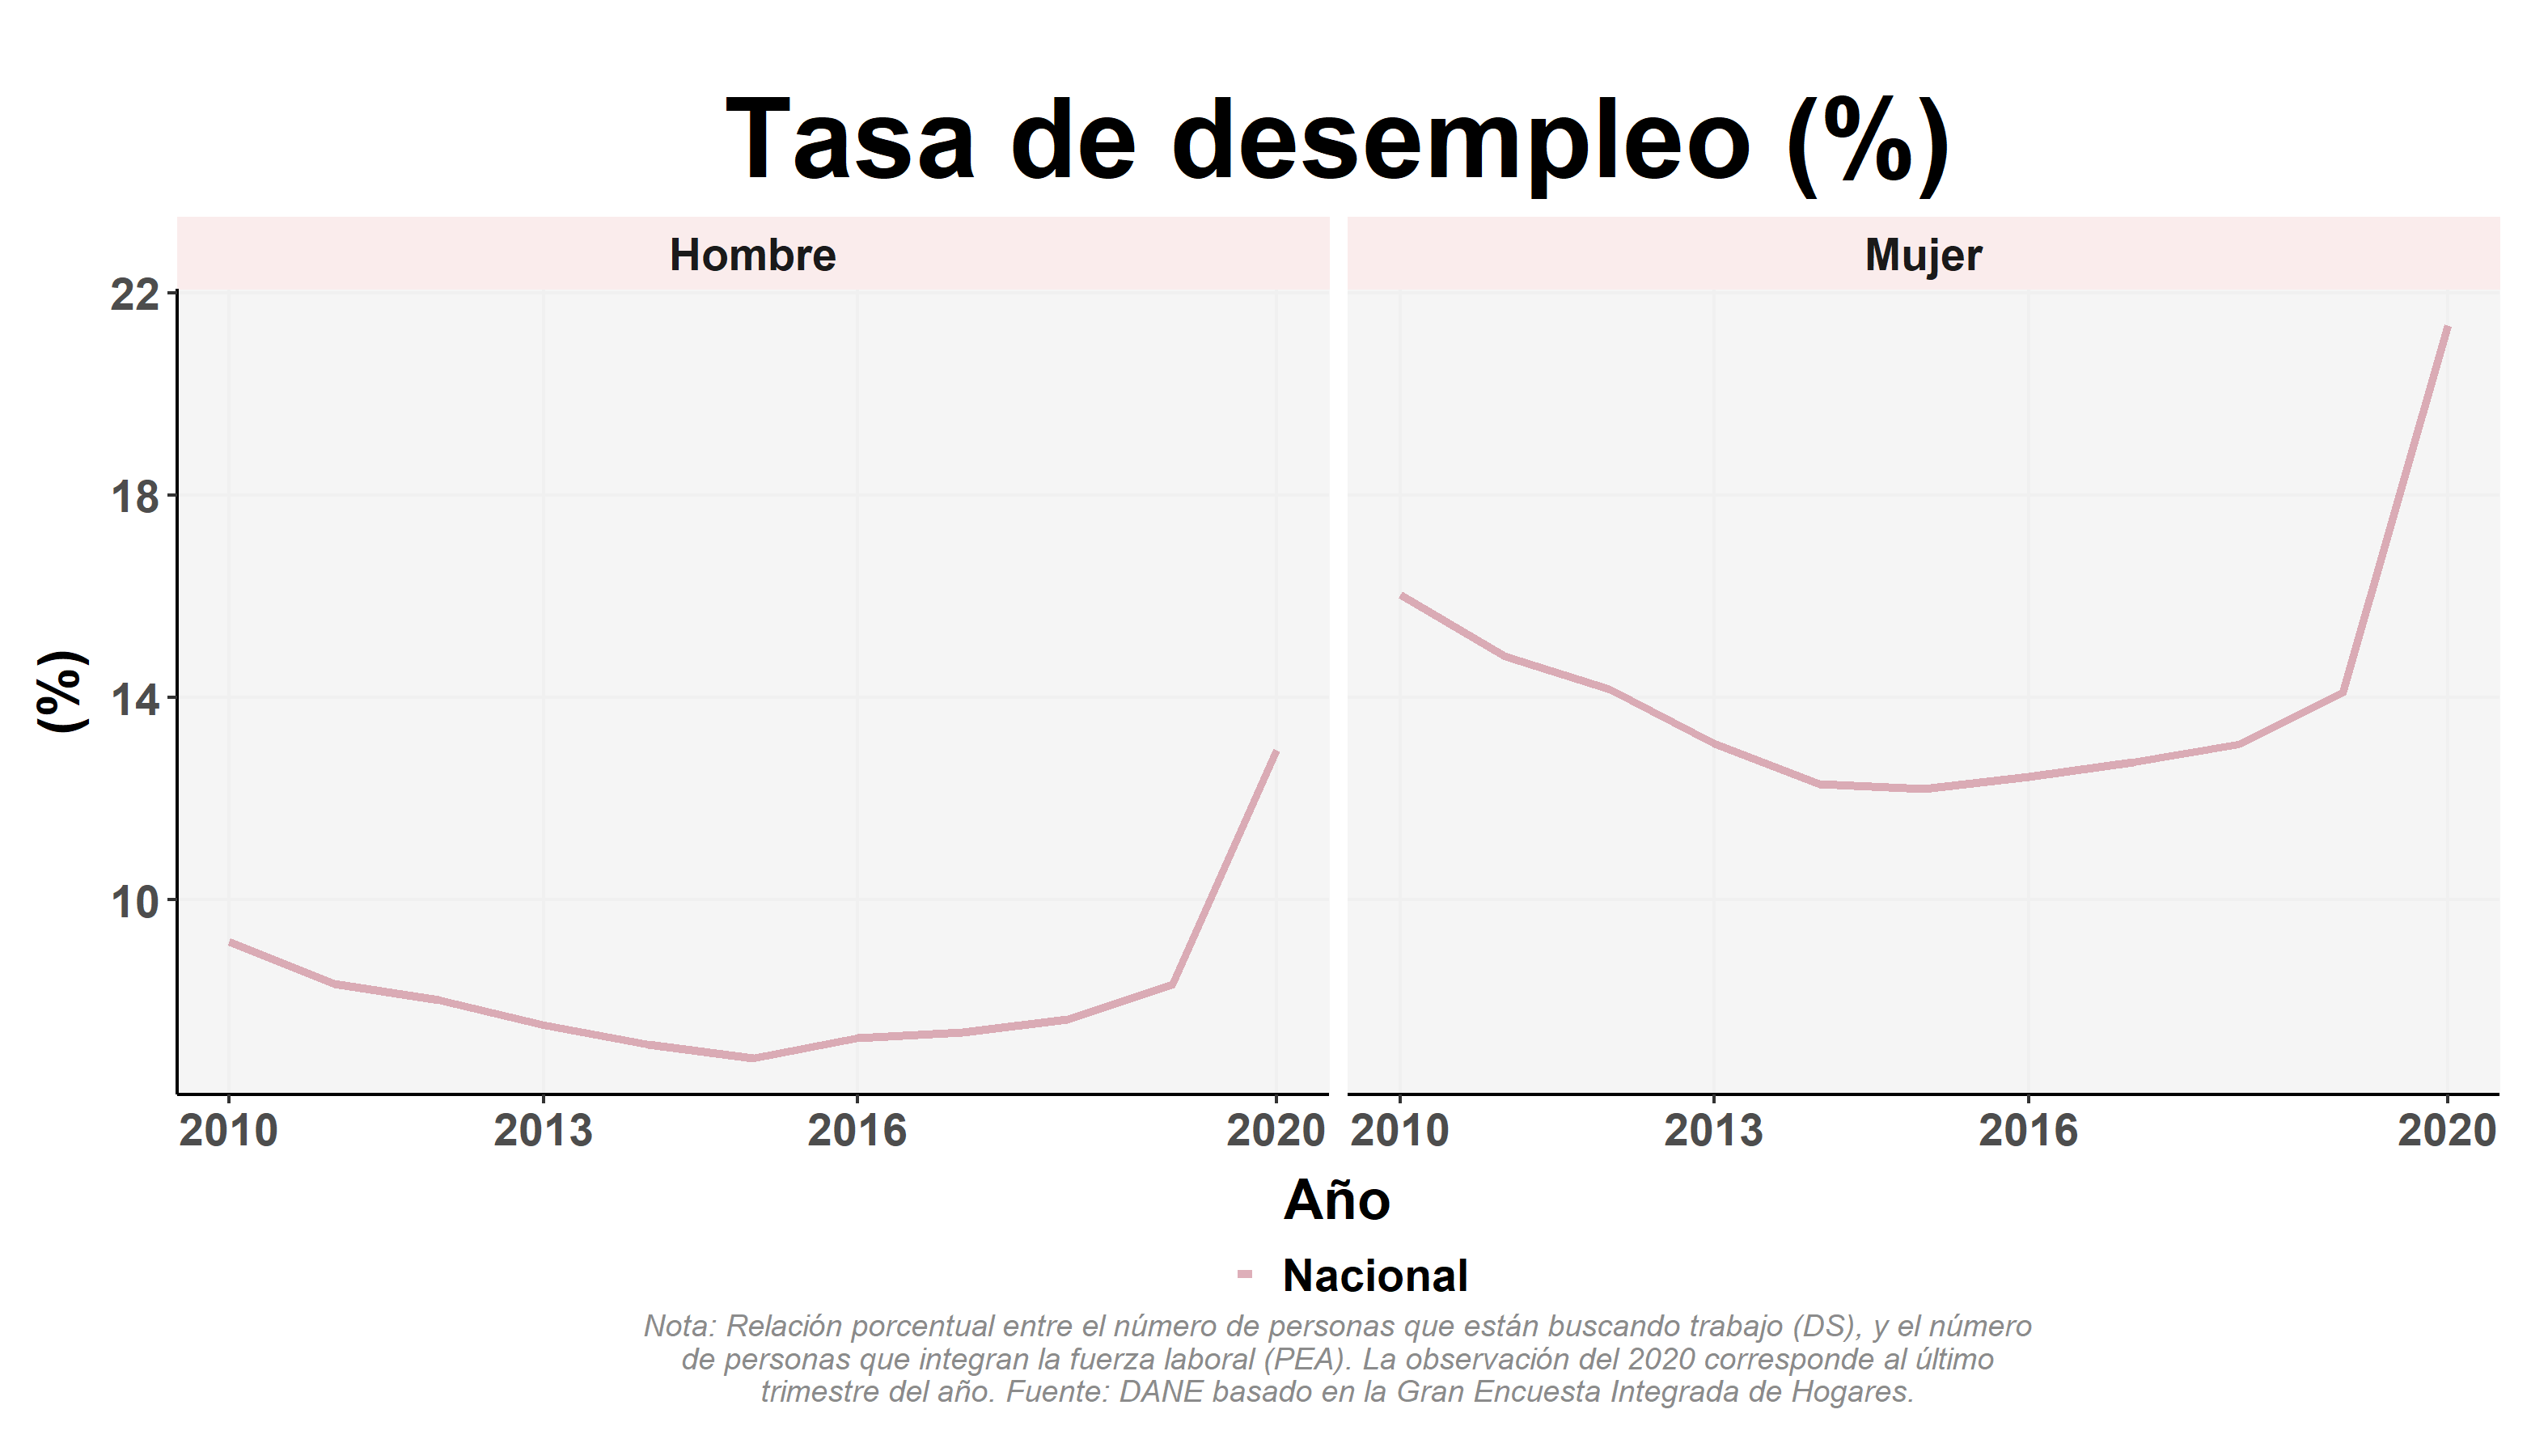 Tasa de desempleo (%)
Hombre
Mujer
22
18
14
10
(%)
2010
2013
2016
2020
2010
2013
2016
2020
Año
Nacional
Nota: Relación porcentual entre el número de personas que están buscando trabajo (DS), y el número
de personas que integran la fuerza laboral (PEA). La observación del 2020 corresponde al último
trimestre del año. Fuente: DANE basado en la Gran Encuesta Integrada de Hogares.